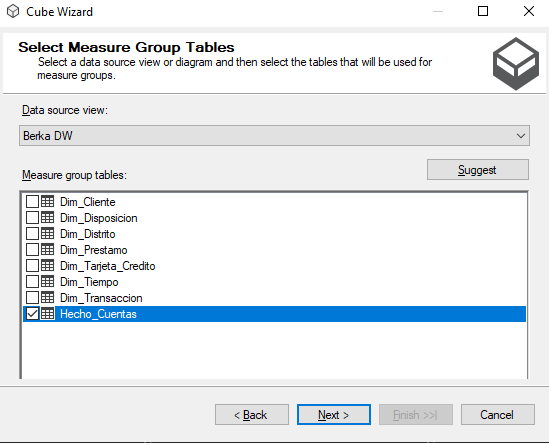 Cube Wizard
Select Measure Group Tables
Select a data source view or diagram and then select the tables that will be used for
measure groups.
Data source view:
Berka DW
Measure group tables:
Suggest
Dim_Cliente
Dim_Disposicion
Dim_Distrito
Dim_Prestamo
Dim_Tarjeta_Credito
Dim_Tiempo
Dim_Transaccion
Hecho_Cuentas
< Back
Next >
Finish >>|
Cancel